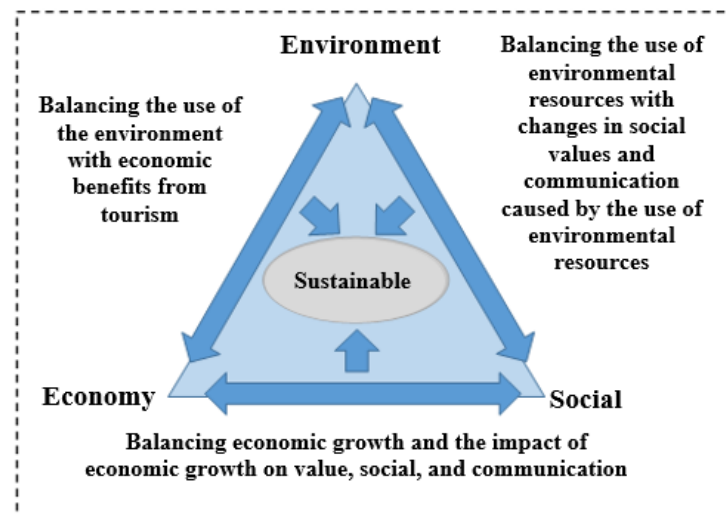 Environment
Balancing the use of
the environment
with economic
benefits from
tourism
Balancing the use of
environmental
resources with
changes in social
values and
communication
caused by the use of
environmental
resources
Sustainable
Economy
Social
Balancing economic growth and the impact of
economic growth on value, social, and communication